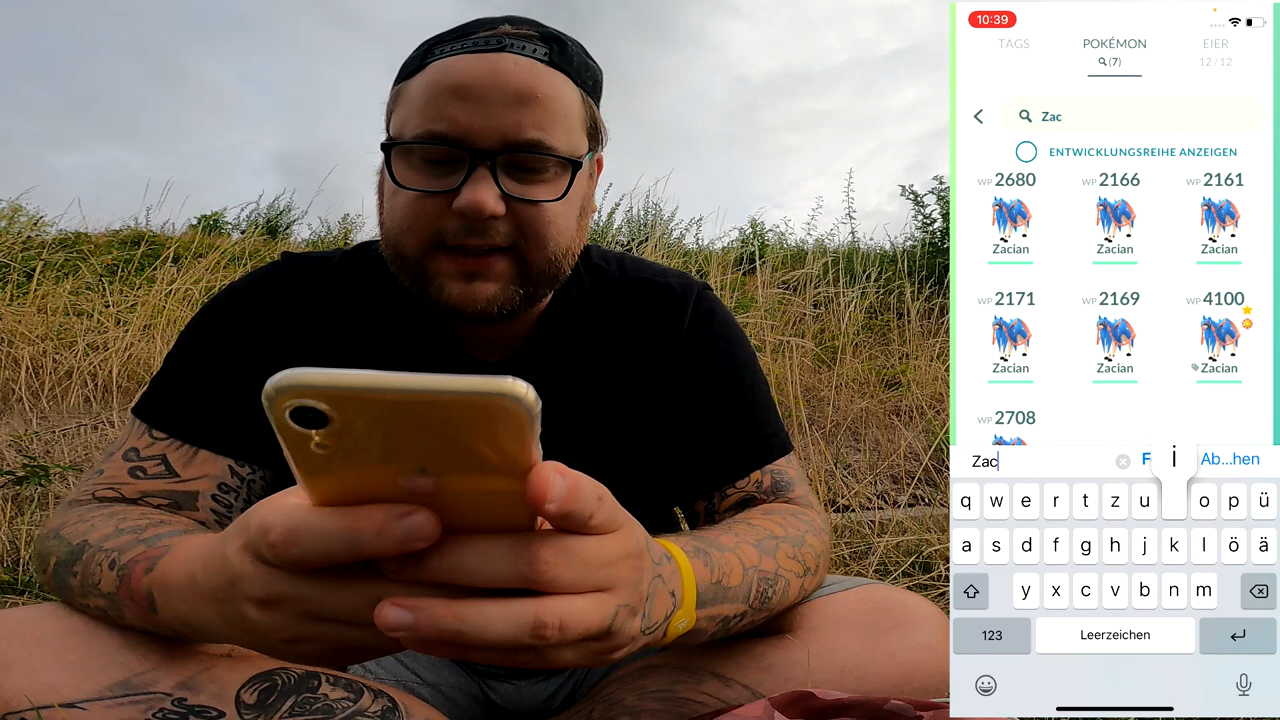 10:39
TAGS
POKÉMON
EIER
(7)
12 / 12
Zac
ENTWICKLUNGSREIHE ANZEIGEN
WP 2680
WP 2166
WP 2161
Zacian
Zacian
Zacian
WP 2171
WP 2169
WP 4100
Zacian
Zacian
Zacian
WP 2708
Zac
F
i
Ab...hen
q w e r t z u o p ü
a s d f g h j k l ö ä
y x c v b n m
123
Leerzeichen